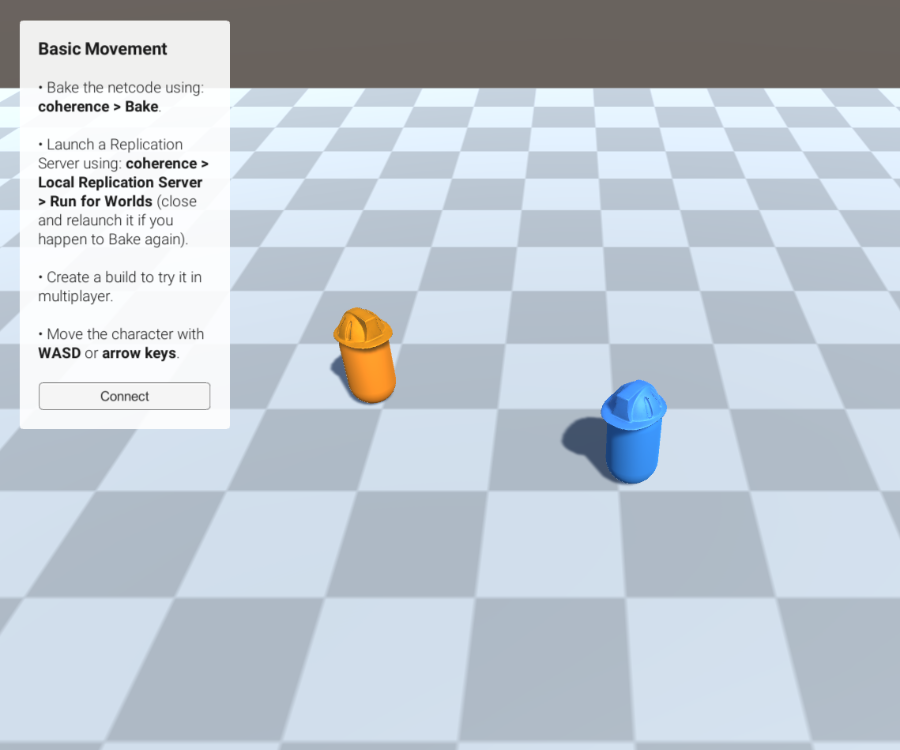 Basic Movement
• Bake the netcode using:
coherence > Bake.
• Launch a Replication
Server using: coherence >
Local Replication Server
> Run for Worlds (close
and relaunch it if you
happen to Bake again).
• Create a build to try it in
multiplayer.
• Move the character with
WASD or arrow keys.
Connect